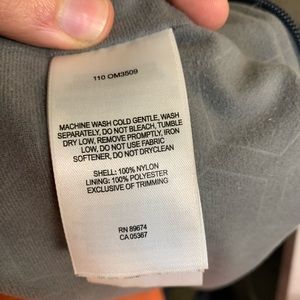 110 OM3509
MACHINE WASH COLD GENTLE, WASH
SEPARATELY, DO NOT BLEACH, TUMBLE
DRY LOW, REMOVE PROMPTLY, IRON
LOW, DO NOT USE FABRIC
SOFTENER, DO NOT DRYCLEAN
SHELL: 100% NYLON
LINING: 100% POLYESTER
EXCLUSIVE OF TRIMMING
RN 89674
CA 05367